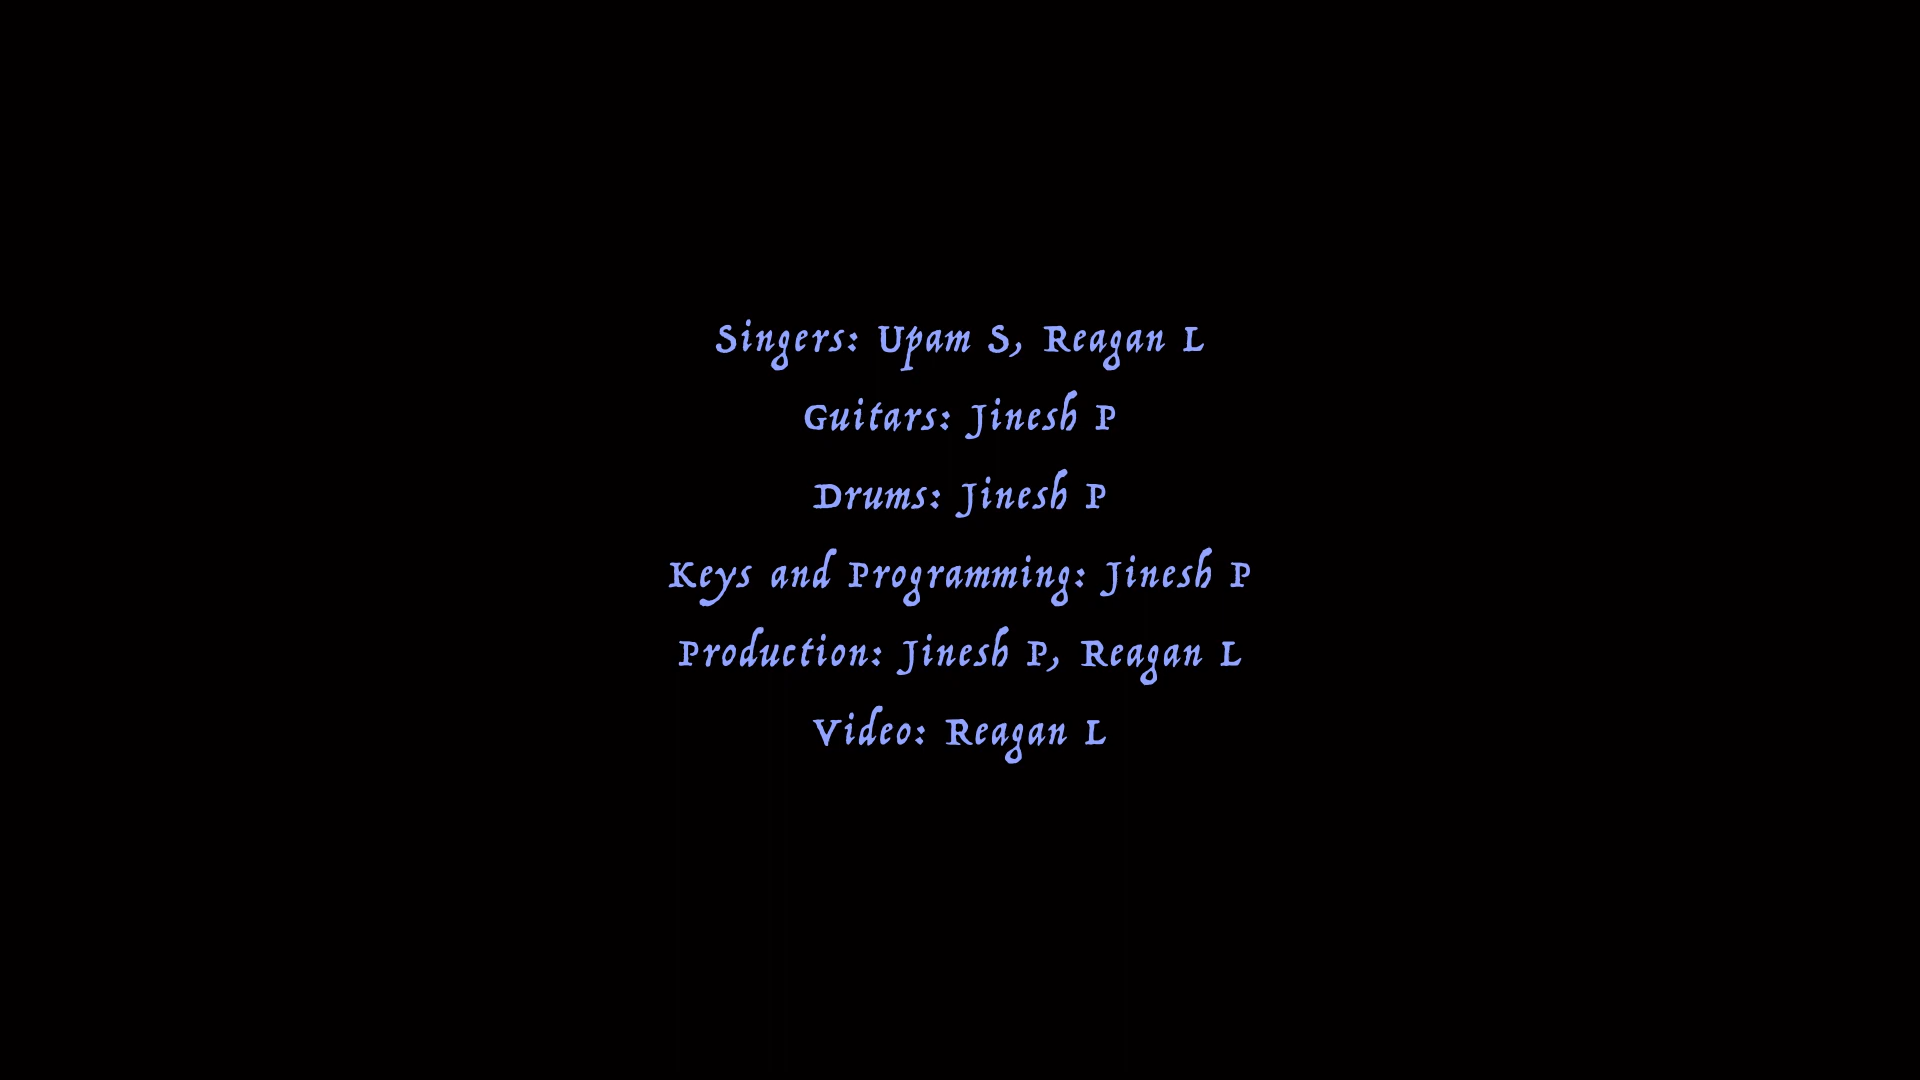 Singers: Upam S, Reagan L
Guitars: Jinesh P
Drums: Jinesh P
Keys and Programming: Jinesh P
Production: Jinesh P, Reagan L
Video: Reagan L